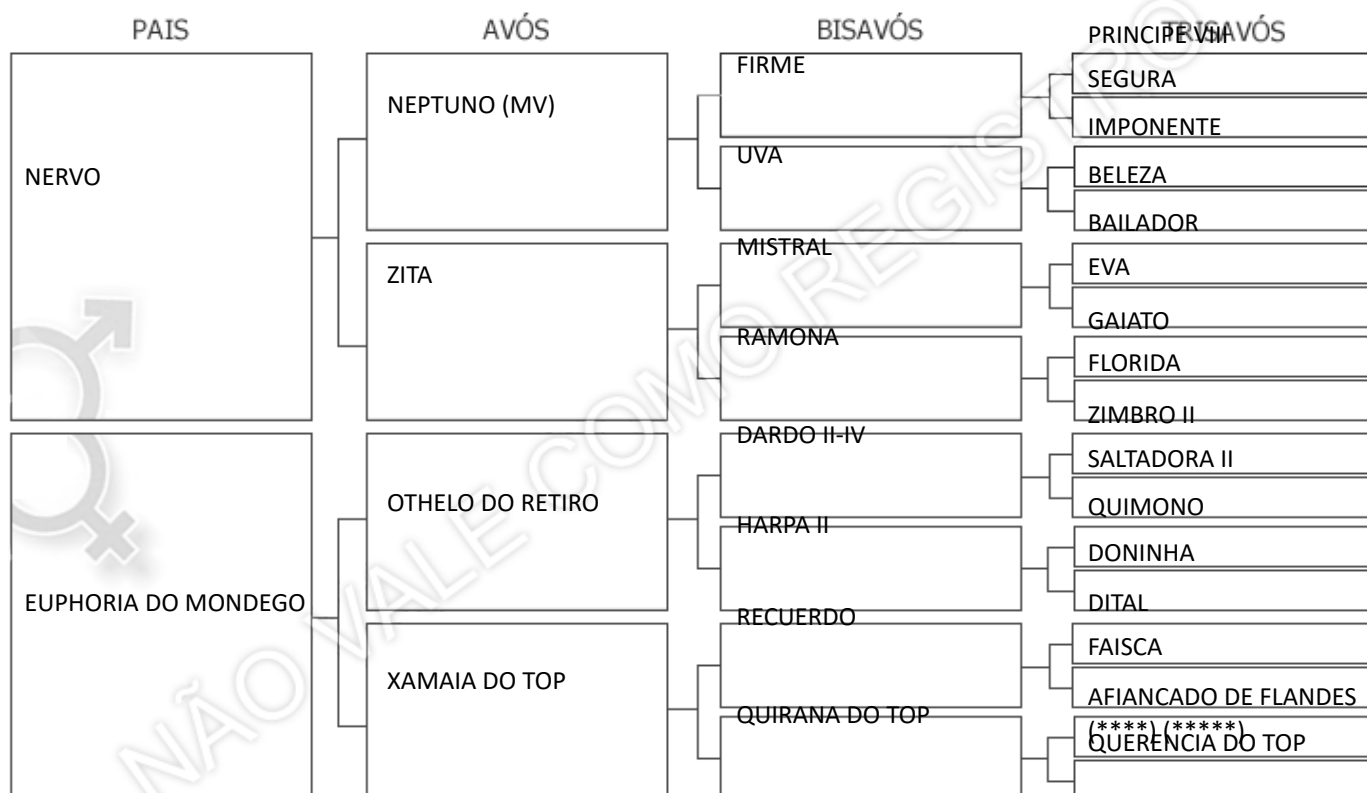 PAIS
AVÓS
BISAVÓS
TRISAVÓS
NERVO
EUPHORIA DO MONDEGO
NEPTUNO (MV)
ZITA
OTHELO DO RETIRO
XAMAIA DO TOP
FIRME
UVA
MISTRAL
RAMONA
DARDO II-IV
HARPA II
RECUERDO
QUIRANA DO TOP
PRINCIPE VIII
SEGURA
IMPONENTE
BELEZA
BAILADOR
EVA
GAIATO
FLORIDA
ZIMBRO II
SALTADORA II
QUIMONO
DONINHA
DITAL
FAISCA
AFIANCADO DE FLANDES
(****) (*****)
QUERENCIA DO TOP
NÃO VALE COMO REGISTRO